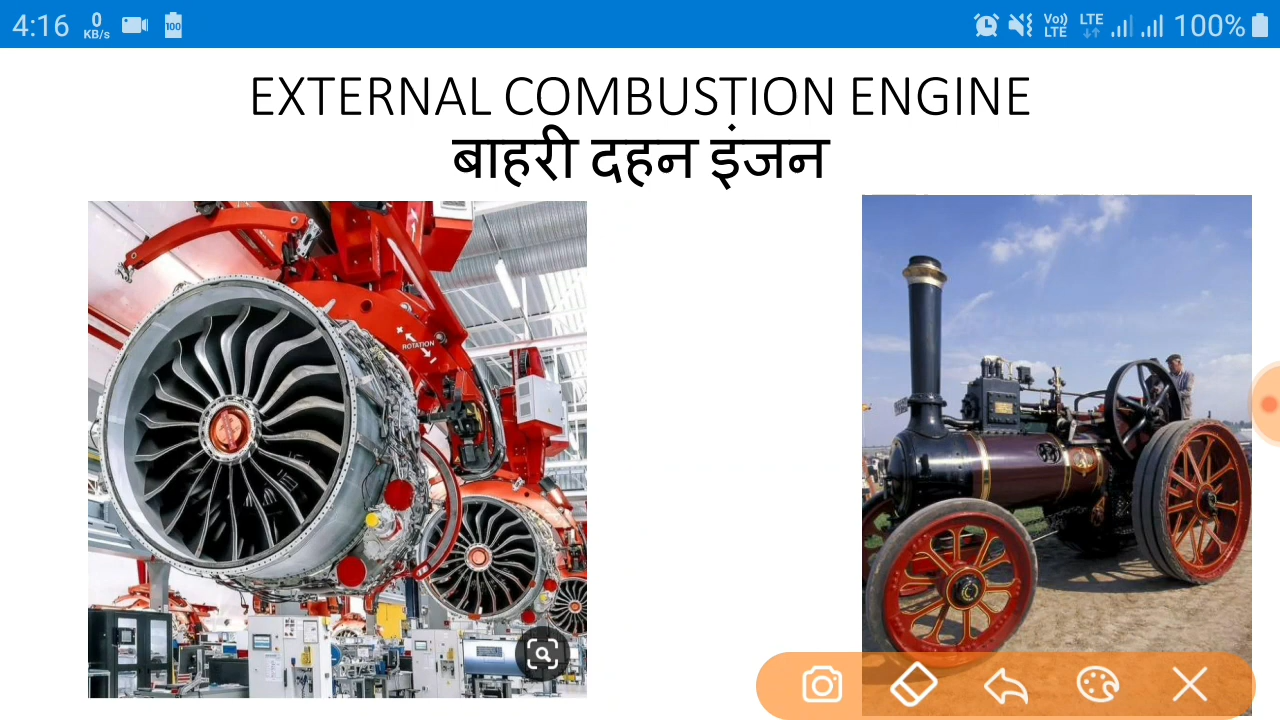 4:16 0 KB/s 100 Vo)) LTE LTE 100%
EXTERNAL COMBUSTION ENGINE
बाहरी दहन इंजन
ROTATION